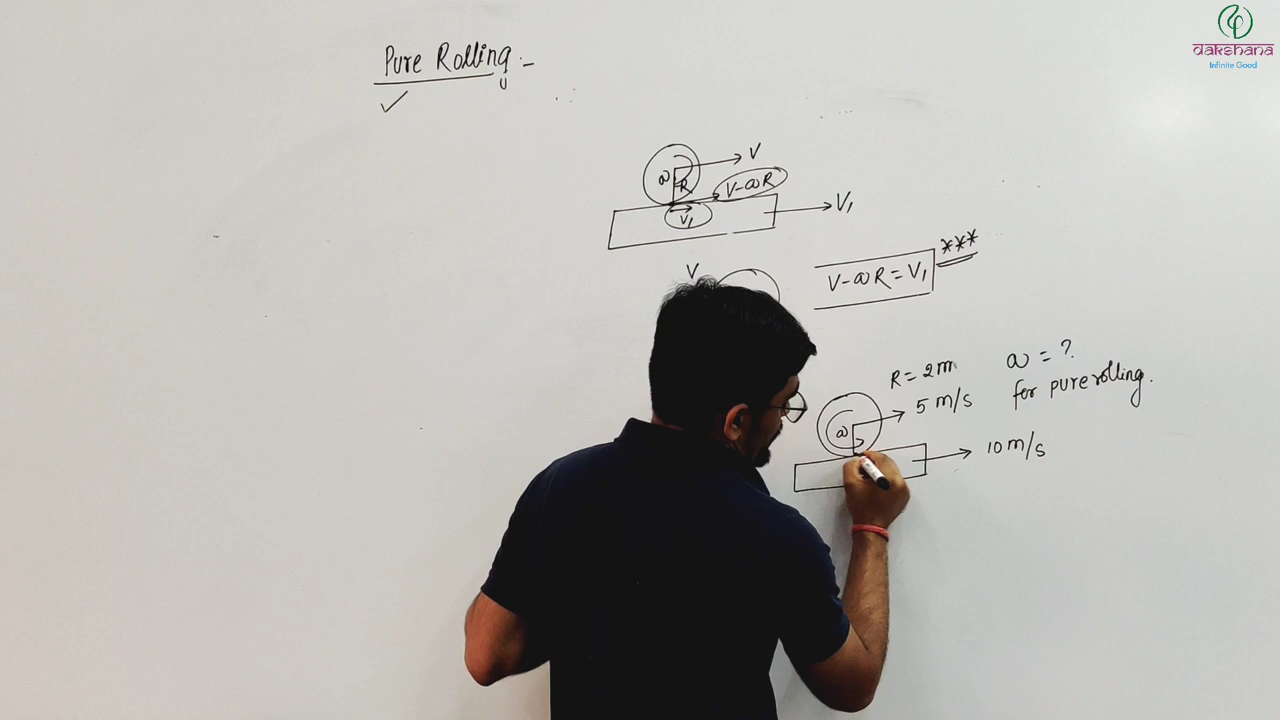 Pure Rolling :-
dakshana
Infinite Good
V
ω
R
V-ωR
V₁
V₁
***
V-ωR = V₁
V
R = 2m
ω = ?
5 m/s
for pure rolling.
ω
10 m/s